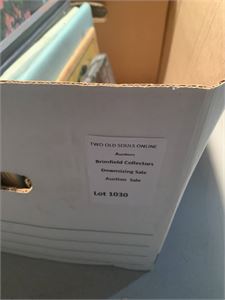 TWO OLD SOULS ONLINE
Auction
Brimfield Collectors
Downsizing Sale
Auction Sale
Lot 1030